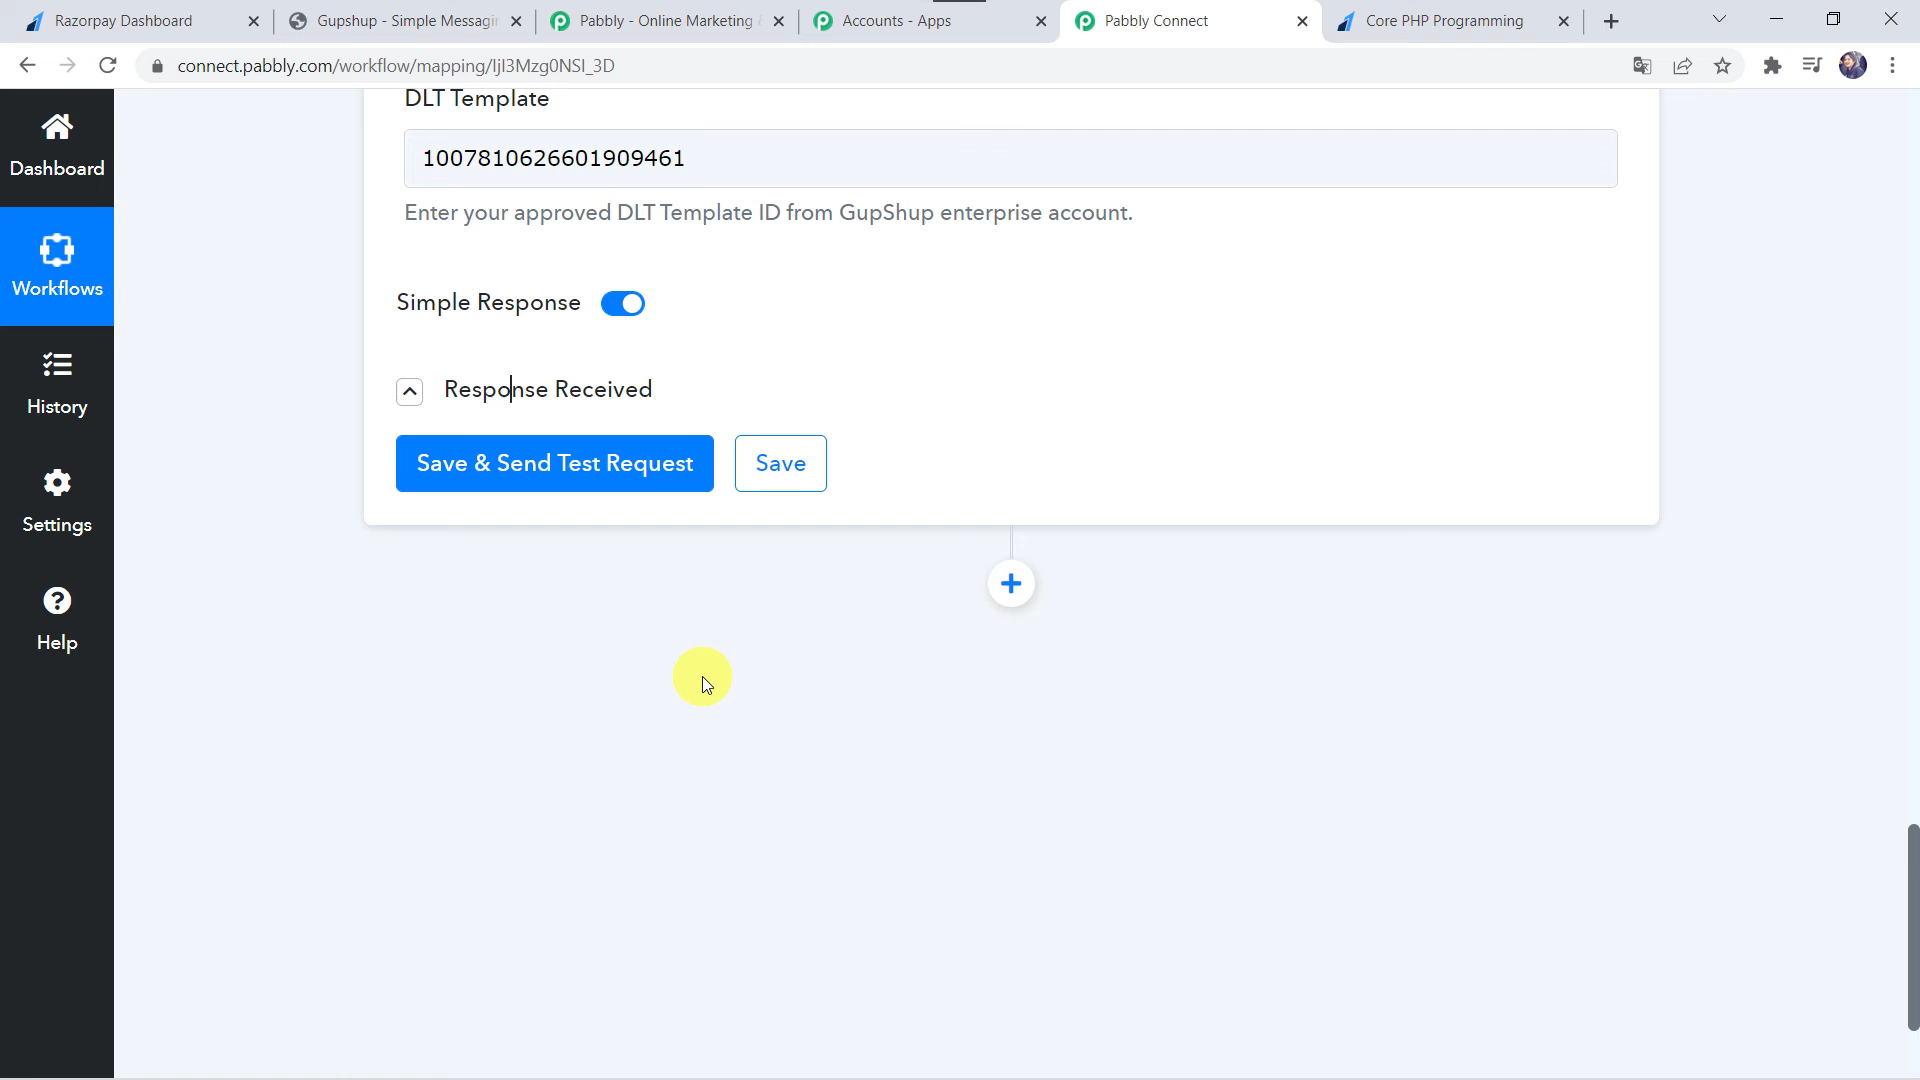 Razorpay Dashboard
Gupshup - Simple Messagin
Pabbly - Online Marketing
Accounts - Apps
Pabbly Connect
Core PHP Programming
connect.pabbly.com/workflow/mapping/IjI3Mzg0NSI_3D
Dashboard
Workflows
History
Settings
Help
DLT Template
1007810626601909461
Enter your approved DLT Template ID from GupShup enterprise account.
Simple Response
Response Received
Save & Send Test Request
Save